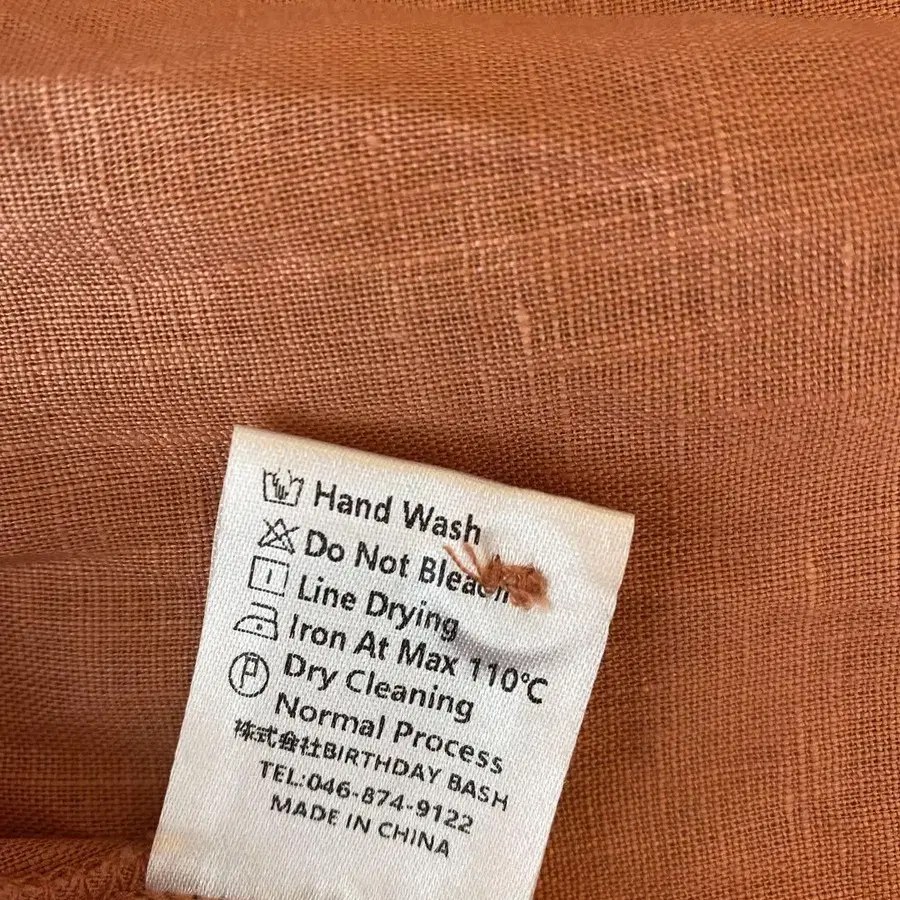 Hand Wash
Do Not Bleach
Line Drying
Iron At Max 110℃
P Dry Cleaning
Normal Process
株式会社BIRTHDAY BASH
TEL:046-874-9122
MADE IN CHINA